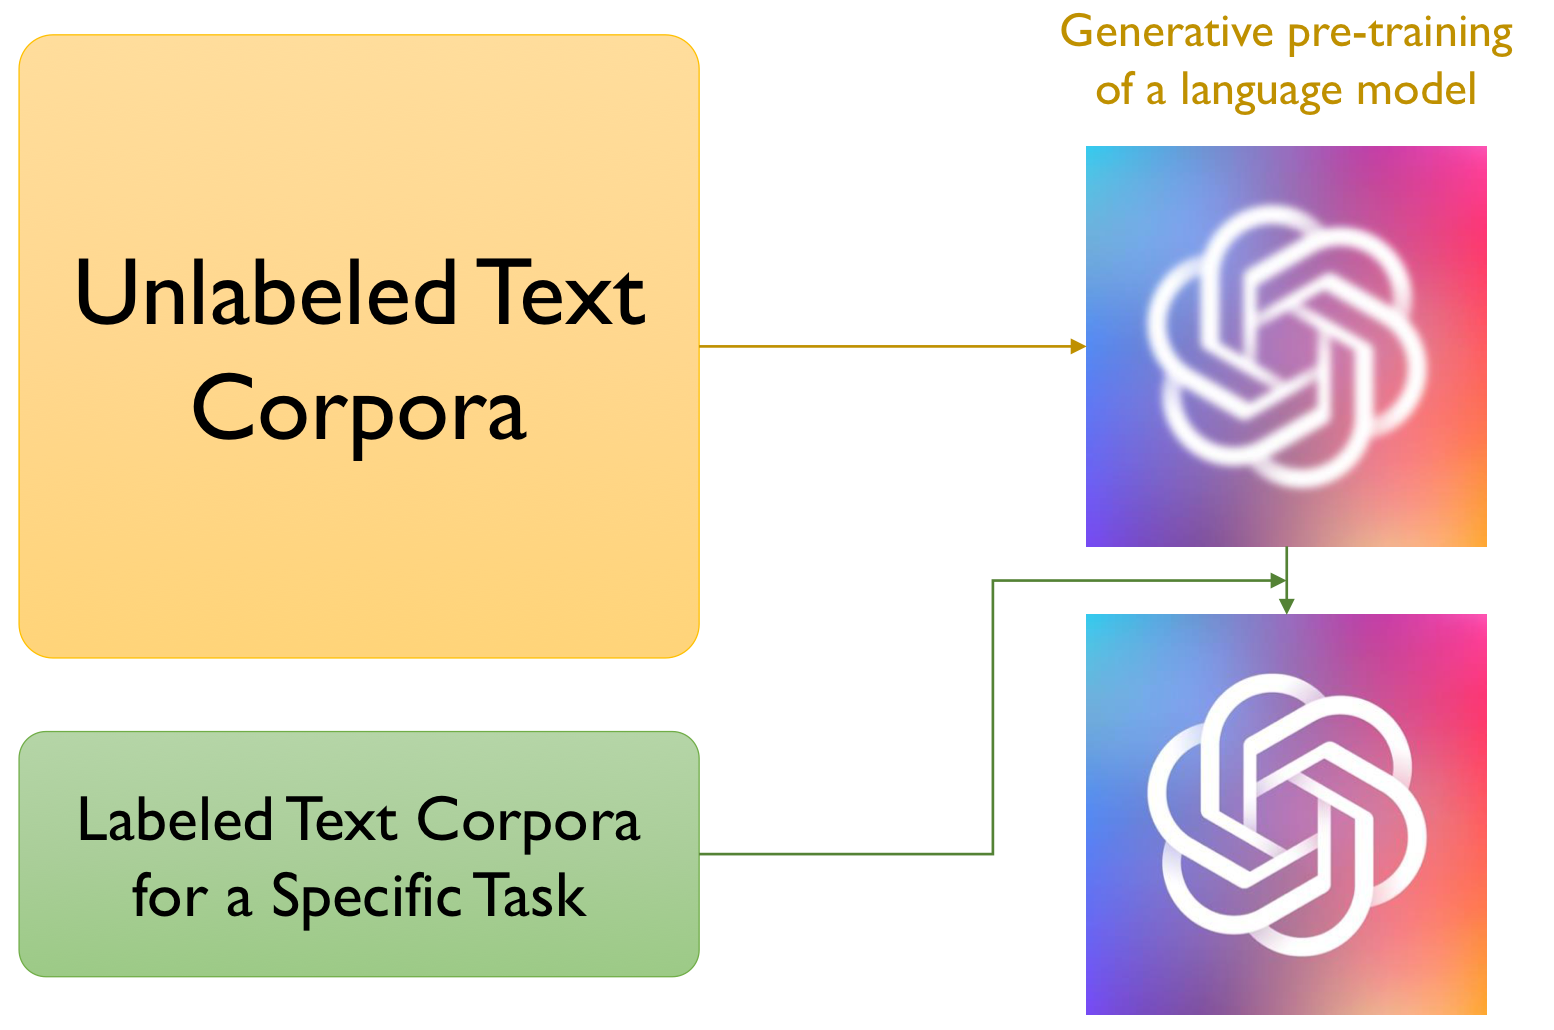 Generative pre-training
of a language model
Unlabeled Text
Corpora
Labeled Text Corpora
for a Specific Task